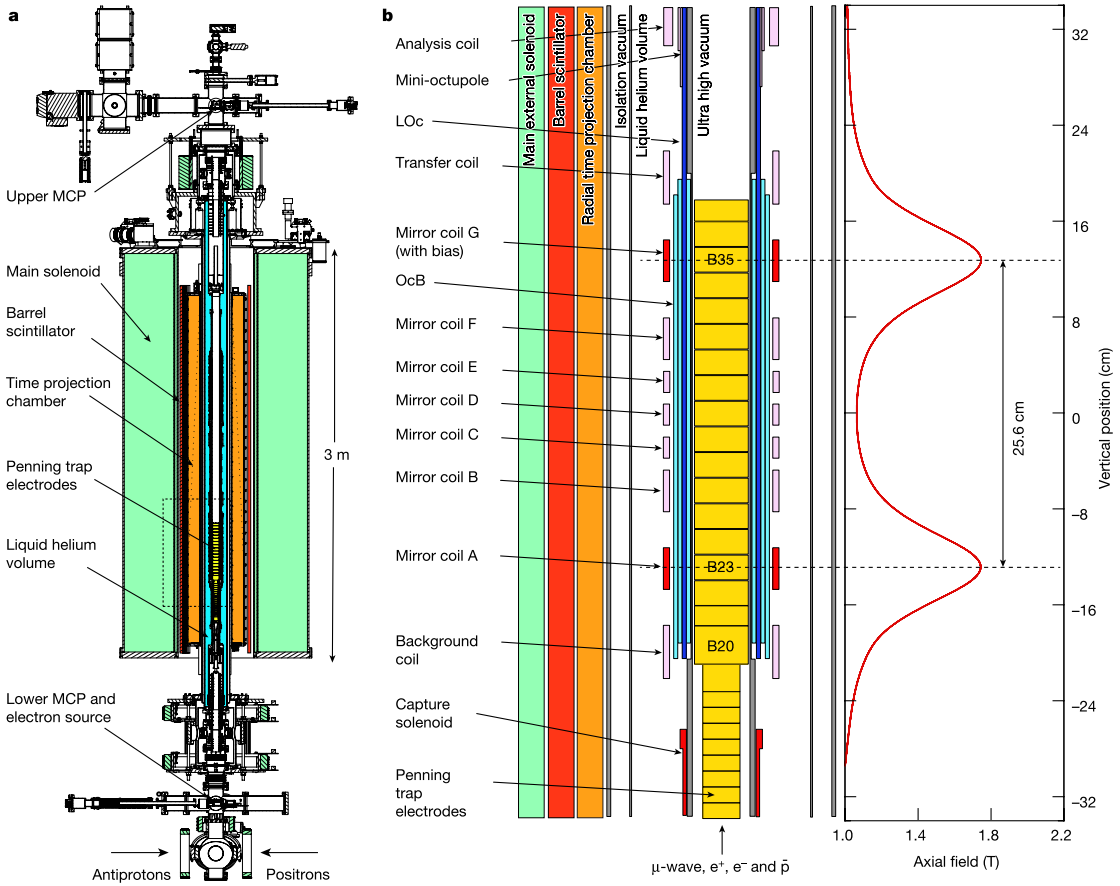 a
Upper MCP
Main solenoid
Barrel
scintillator
Time projection
chamber
Penning trap
electrodes
Liquid helium
volume
Lower MCP and
electron source
3 m
Antiprotons
Positrons
b
Analysis coil
Mini-octupole
LOc
Transfer coil
Mirror coil G
(with bias)
OcB
Mirror coil F
Mirror coil E
Mirror coil D
Mirror coil C
Mirror coil B
Mirror coil A
Background
coil
Capture
solenoid
Penning
trap
electrodes
Main external solenoid
Barrel scintillator
Radial time projection chamber
Isolation vacuum
Liquid helium volume
Ultra high vacuum
B35
B23
B20
μ-wave, e⁺, e⁻ and p̄
25.6 cm
32
24
16
8
0
−8
−16
−24
−32
Vertical position (cm)
1.0
1.4
1.8
2.2
Axial field (T)